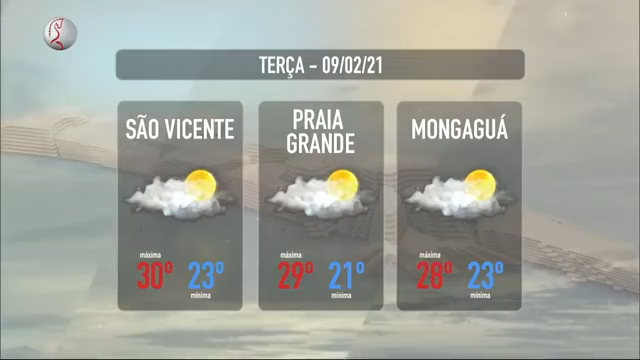 TERÇA - 09/02/21
SÃO VICENTE
máxima
30º 23º
mínima
PRAIA
GRANDE
máxima
29º 21º
mínima
MONGAGUÁ
máxima
28º 23º
mínima